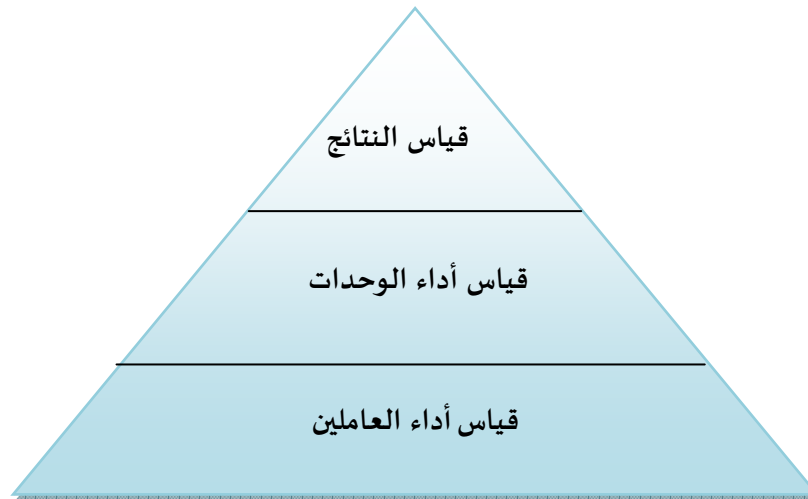 قياس النتائج
قياس أداء الوحدات
قياس أداء العاملين